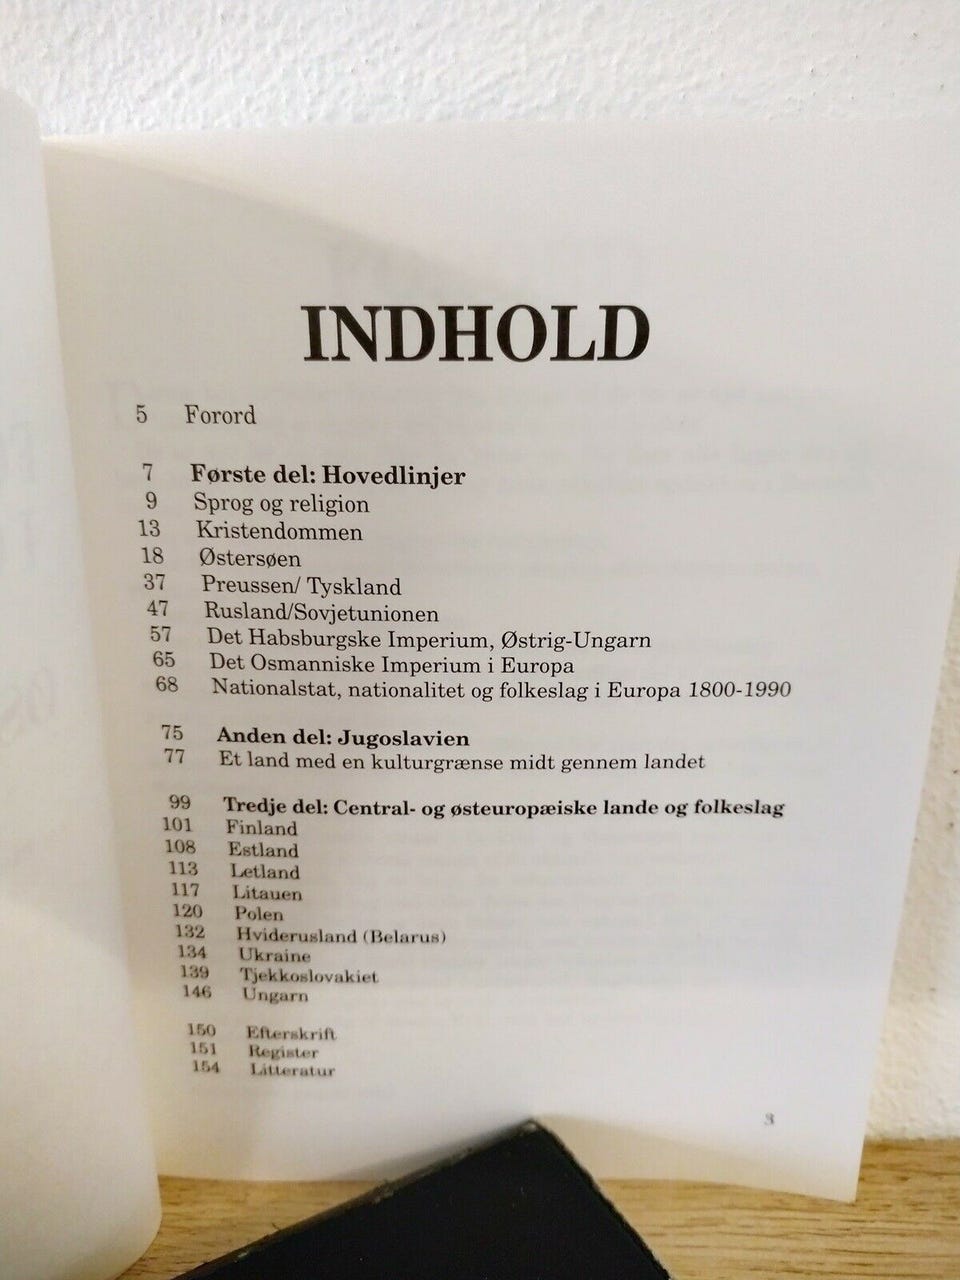 INDHOLD
5 Forord
7 Første del: Hovedlinjer
9 Sprog og religion
13 Kristendommen
18 Østersøen
37 Preussen/ Tyskland
47 Rusland/Sovjetunionen
57 Det Habsburgske Imperium, Østrig-Ungarn
65 Det Osmanniske Imperium i Europa
68 Nationalstat, nationalitet og folkeslag i Europa 1800-1990
75 Anden del: Jugoslavien
77 Et land med en kulturgrænse midt gennem landet
99 Tredje del: Central- og østeuropæiske lande og folkeslag
101 Finland
108 Estland
113 Letland
117 Litauen
120 Polen
132 Hviderusland (Belarus)
134 Ukraine
139 Tjekkoslovakiet
146 Ungarn
150 Efterskrift
151 Register
154 Litteratur
3